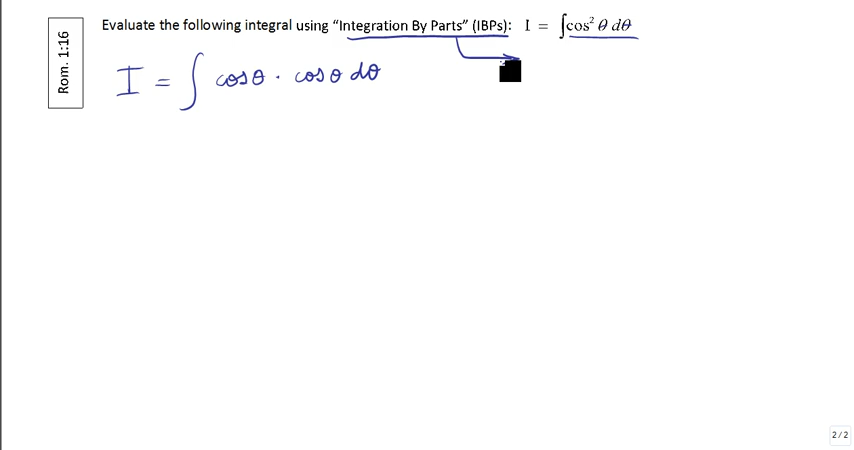 Rom. 1:16
Evaluate the following integral using “Integration By Parts” (IBPs): I = ∫cos² θ dθ
I = ∫ cosθ · cosθ dθ
2 / 2